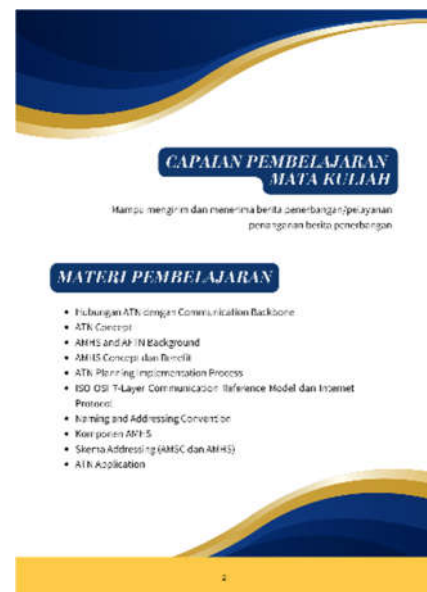 CAPAIAN PEMBELAJARAN
MATA KULIAH
Mampu mengirim dan menerima berita penerbangan/pelayanan
penanganan berita penerbangan
MATERI PEMBELAJARAN
• Hubungan ATN dengan Communication Backbone
• ATN Concept
• AMHS and AFTN Background
• AMHS Concept dan Benefit
• ATN Planning Implementation Process
• ISO OSI 7-Layer Communication Reference Model dan Internet
Protocol
• Naming and Addressing Convention
• Komponen AMHS
• Skema Addressing (AMSC dan AMHS)
• ATN Application
2